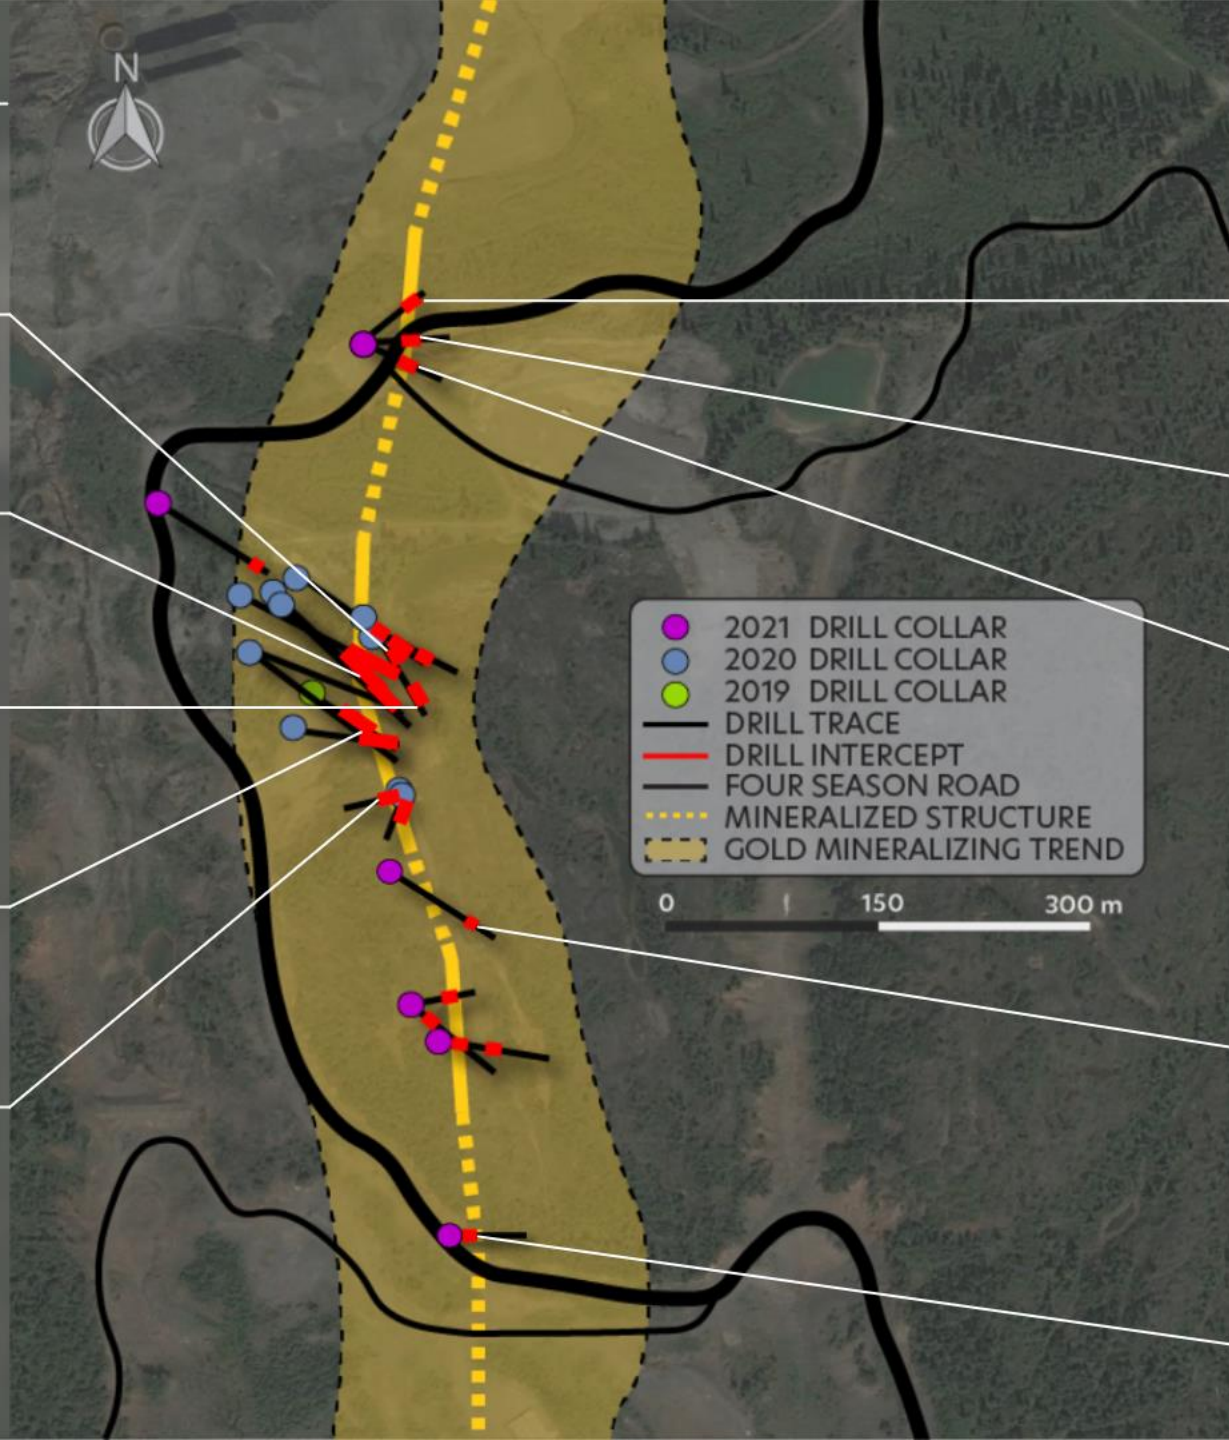 N
2021 DRILL COLLAR
2020 DRILL COLLAR
2019 DRILL COLLAR
DRILL TRACE
DRILL INTERCEPT
FOUR SEASON ROAD
MINERALIZED STRUCTURE
GOLD MINERALIZING TREND
0 150 300 m